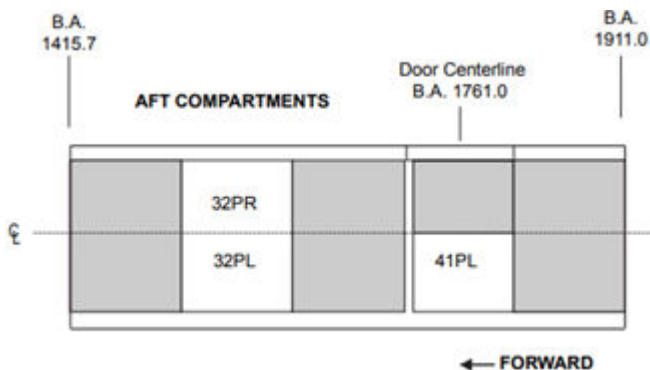 B.A.
1415.7
B.A.
1911.0
Door Centerline
B.A. 1761.0
AFT COMPARTMENTS
32PR
℄
32PL
41PL
FORWARD